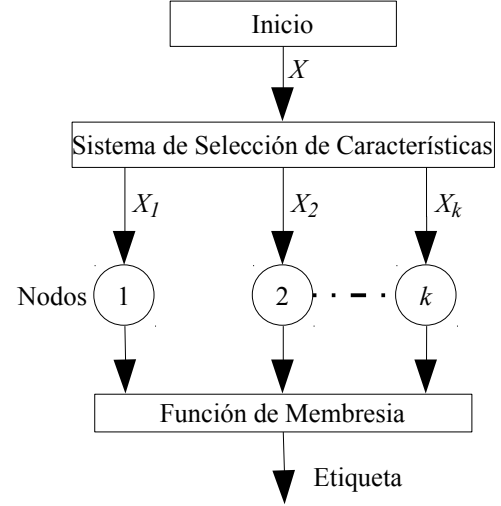 Inicio
X
Sistema de Selección de Características
X1 X2 Xk
Nodos 1 2 k
Función de Membresia
Etiqueta